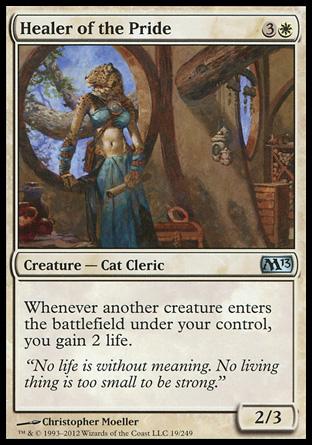 Healer of the Pride 3
Creature — Cat Cleric M13
Whenever another creature enters
the battlefield under your control,
you gain 2 life.
“No life is without meaning. No living
thing is too small to be strong.”
Christopher Moeller
™ & © 1993–2012 Wizards of the Coast LLC 19/249
2/3